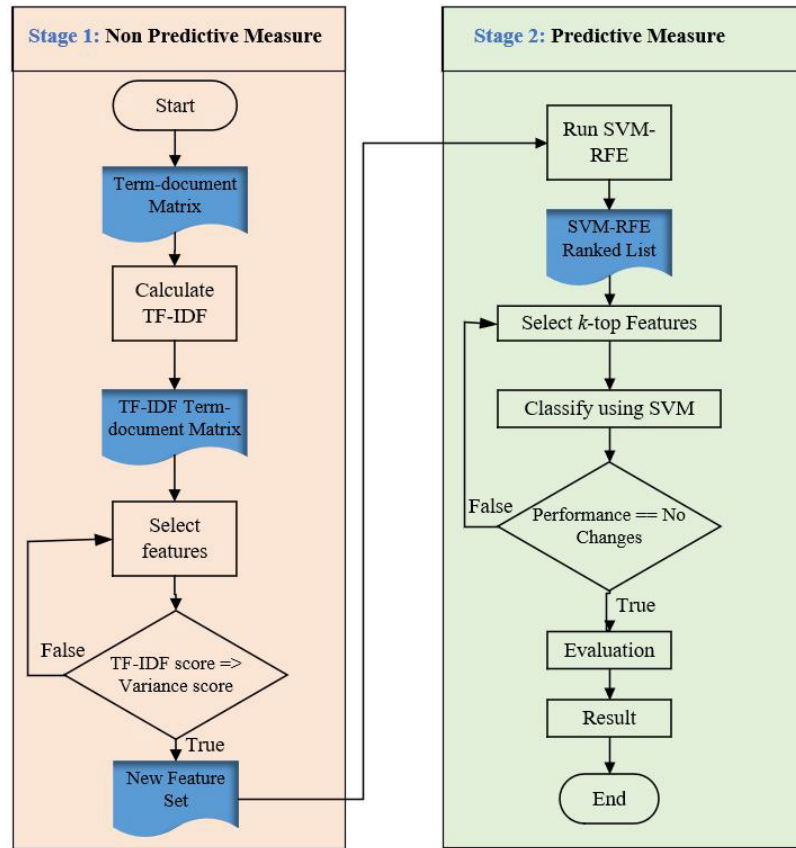 Stage 1: Non Predictive Measure
Start
Term-document
Matrix
Calculate
TF-IDF
TF-IDF Term-
document Matrix
Select
features
False
TF-IDF score =>
Variance score
True
New Feature
Set
Stage 2: Predictive Measure
Run SVM-
RFE
SVM-RFE
Ranked List
Select k-top Features
Classify using SVM
False
Performance == No
Changes
True
Evaluation
Result
End